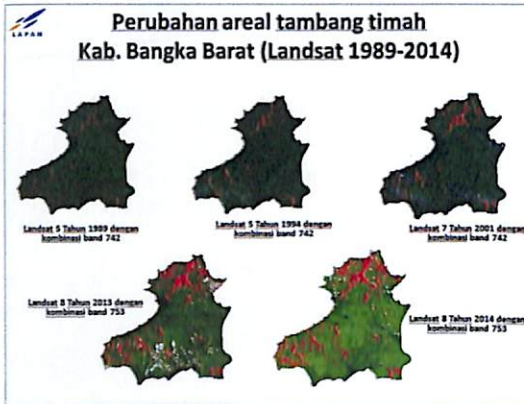 LAPAN
Perubahan areal tambang timah
Kab. Bangka Barat (Landsat 1989-2014)
Landsat 5 Tahun 1989 dengan
kombinasi band 742
Landsat 5 Tahun 1994 dengan
kombinasi band 742
Landsat 7 Tahun 2001 dengan
kombinasi band 742
Landsat 8 Tahun 2013 dengan
kombinasi band 753
Landsat 8 Tahun 2014 dengan
kombinasi band 753